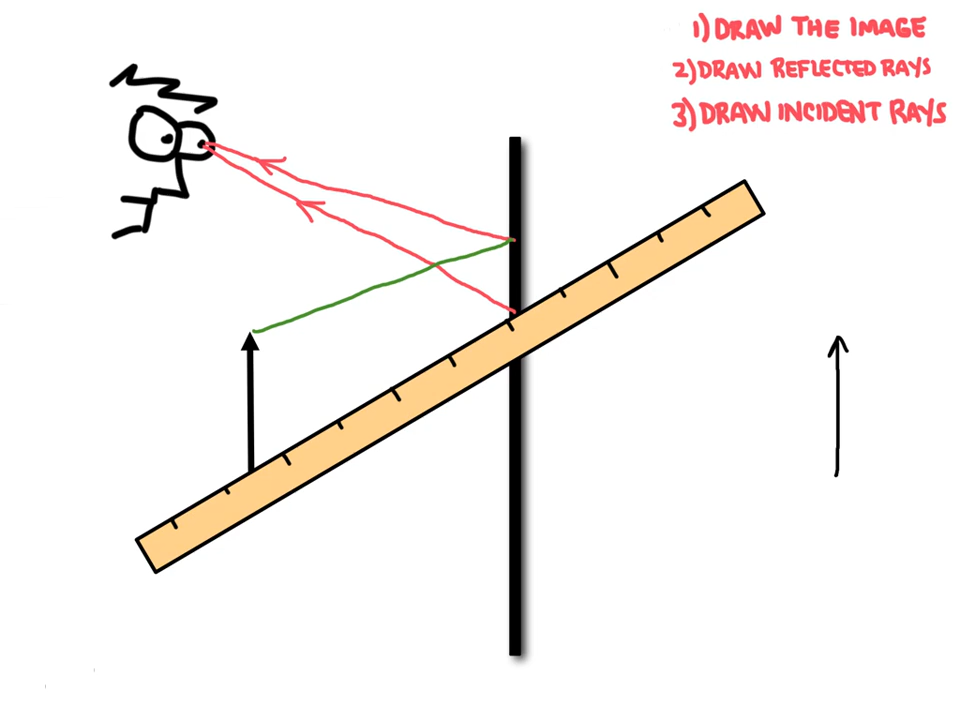 1) DRAW THE IMAGE
2) DRAW REFLECTED RAYS
3) DRAW INCIDENT RAYS